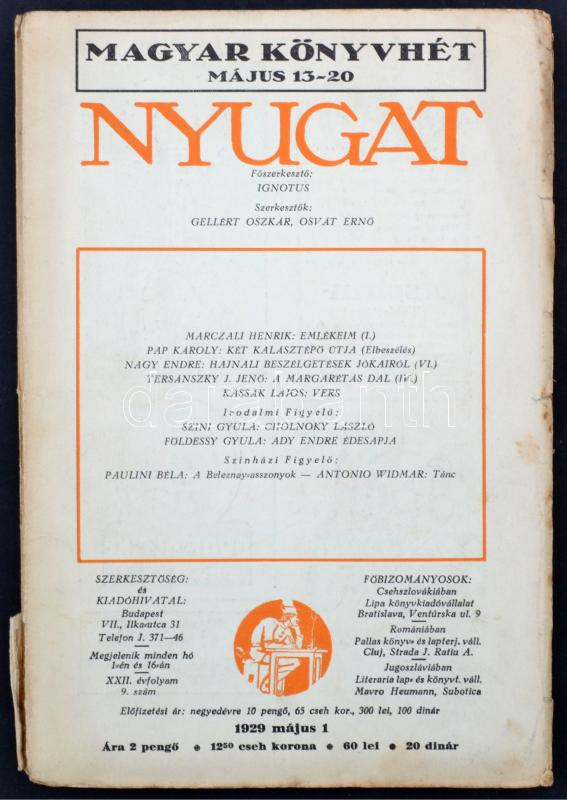 MAGYAR KÖNYVHÉT
MÁJUS 13-20
NYUGAT
Főszerkesztő:
IGNOTUS
Szerkesztők:
GELLÉRT OSZKÁR, OSVÁT ERNŐ
MARCZALI HENRIK: EMLÉKEIM (I.)
PAP KÁROLY: KÉT KALÁSZTÉPŐ ÚTJA (Elbeszélés)
NAGY ENDRE: HAJNALI BESZÉLGETÉSEK JÓKAIRÓL (VI.)
TERSÁNSZKY J. JENŐ: A MARGARÉTÁS DAL (IV.)
KASSÁK LAJOS: VERS
darabanth
Irodalmi Figyelő:
SZINI GYULA: CHOLNOKY LÁSZLÓ
FÖLDESSY GYULA: ADY ENDRE ÉDESAPJA
Színházi Figyelő:
PAULINI BÉLA: A Beleznay-asszonyok — ANTONIO WIDMAR: Tánc
SZERKESZTŐSÉG:
és
KIADÓHIVATAL:
Budapest
VII., Ilka-utca 31
Telefon J. 371—46
Megjelenik minden hó
1-én és 16-án
XXII. évfolyam
9. szám
FŐBIZOMÁNYOSOK:
Csehszlovákiában
Lipa könyvkiadóvállalat
Bratislava, Ventúrska ul. 9
Romániában
Pallas könyv- és lapterj. váll.
Cluj, Strada J. Ratiu A.
Jugoszláviában
Literaria lap- és könyvt. váll.
Mavro Heumann, Subotica
Előfizetési ár: negyedévre 10 pengő, 65 cseh kor., 300 lei, 100 dinár
1929 május 1
Ára 2 pengő • 12⁵⁰ cseh korona • 60 lei • 20 dinár